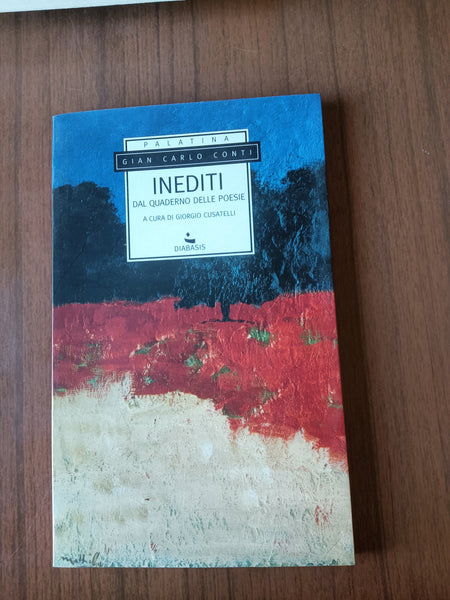 PALATINA
GIAN CARLO CONTI
INEDITI
DAL QUADERNO DELLE POESIE
A CURA DI GIORGIO CUSATELLI
DIABASIS